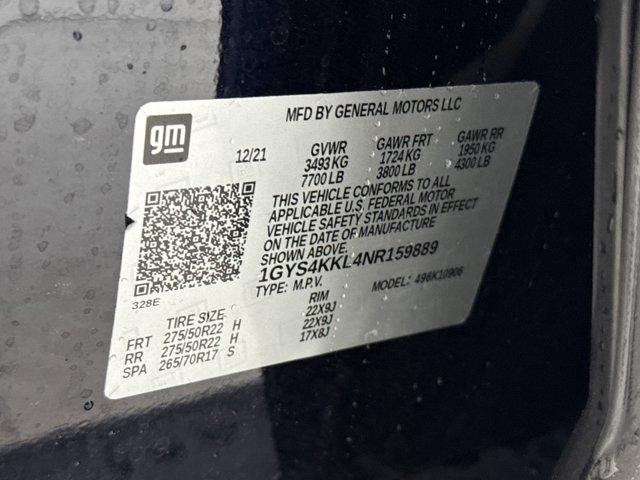 MFD BY GENERAL MOTORS LLC
gm
12/21 GVWR GAWR FRT GAWR RR
3493 KG 1724 KG 1950 KG
7700 LB 3800 LB 4300 LB
THIS VEHICLE CONFORMS TO ALL
APPLICABLE U.S. FEDERAL MOTOR
VEHICLE SAFETY STANDARDS IN EFFECT
ON THE DATE OF MANUFACTURE
SHOWN ABOVE.
1GYS4KKL4NR159889
TYPE: M.P.V. MODEL: 496K10906
328E
TIRE SIZE RIM
FRT 275/50R22 H 22X9J
RR 275/50R22 H 22X9J
SPA 265/70R17 S 17X8J